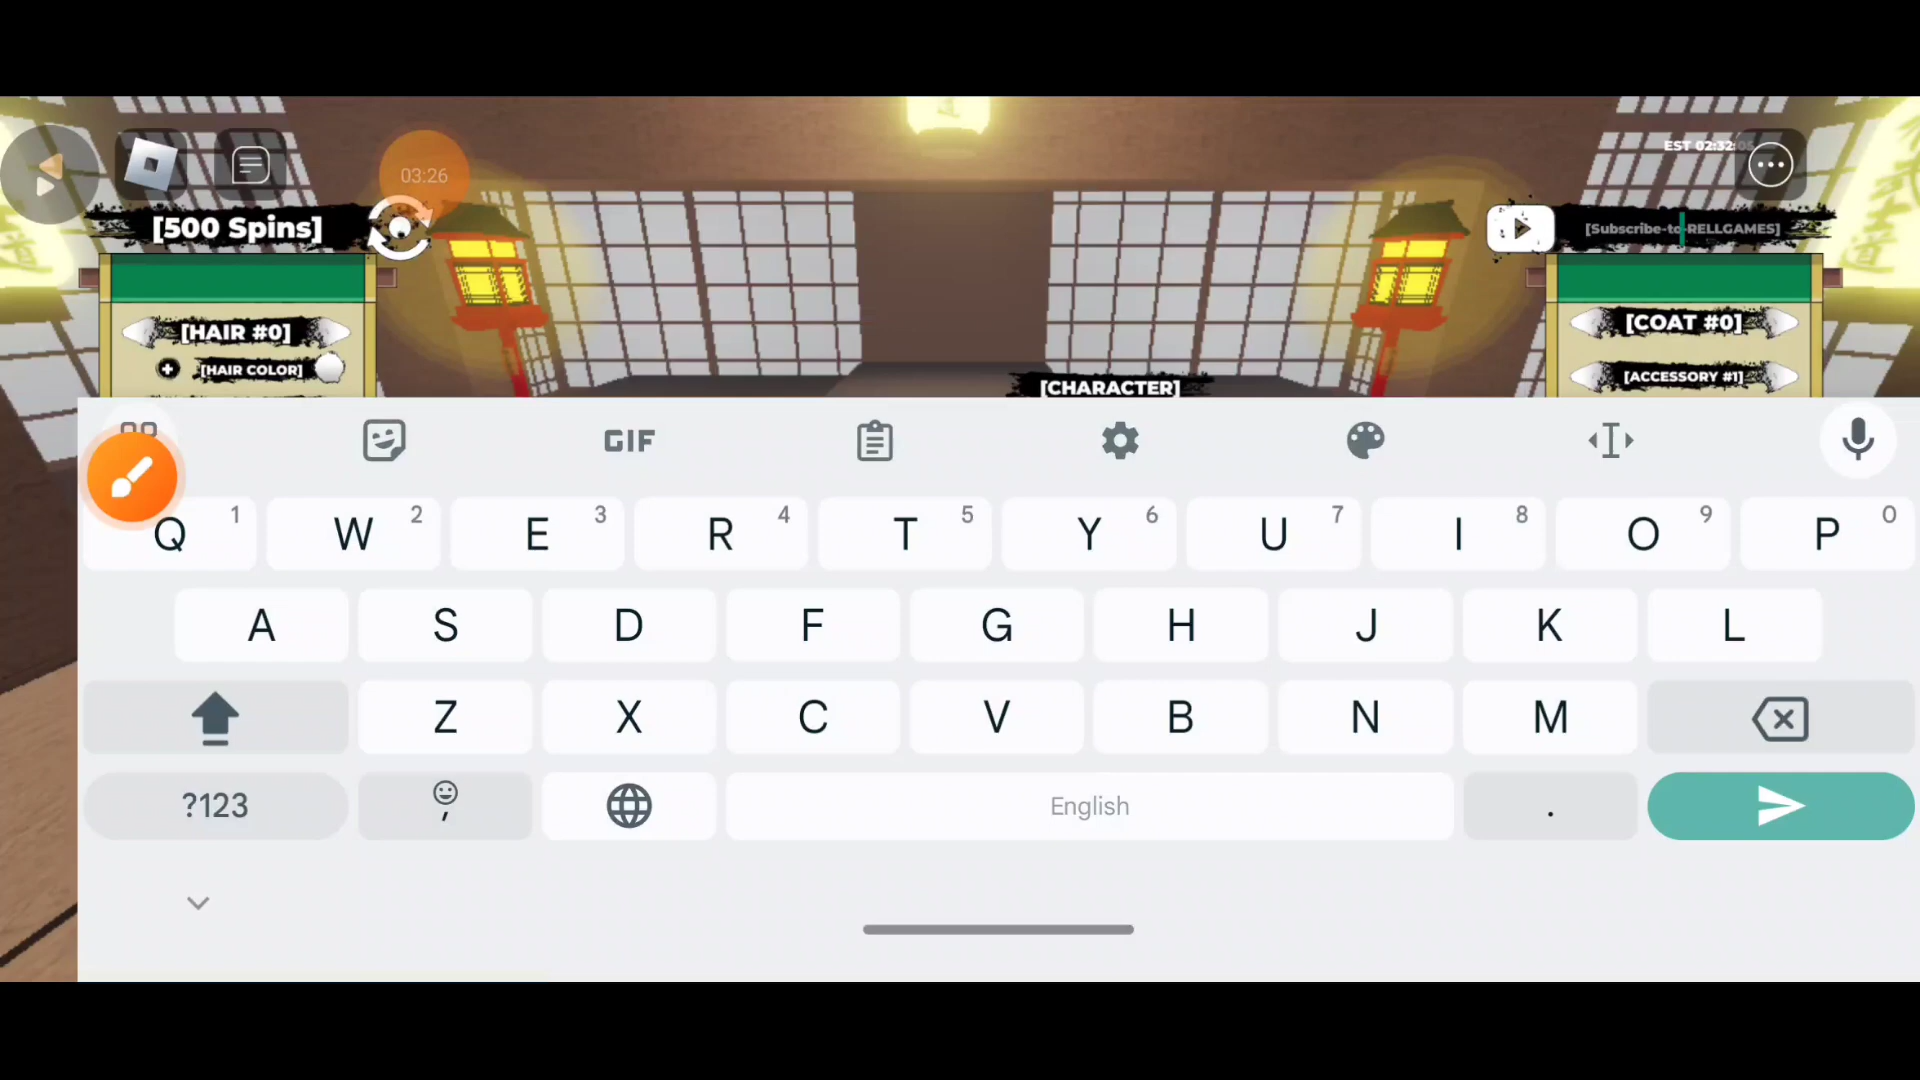 03:26
EST 02:32:05
[500 Spins]
[Subscribe-to-RELLGAMES]
[HAIR #0]
[COAT #0]
[HAIR COLOR]
[ACCESSORY #1]
[CHARACTER]
GIF
Q 1 W 2 E 3 R 4 T 5 Y 6 U 7 I 8 O 9 P 0
A S D F G H J K L
Z X C V B N M
?123 , English .